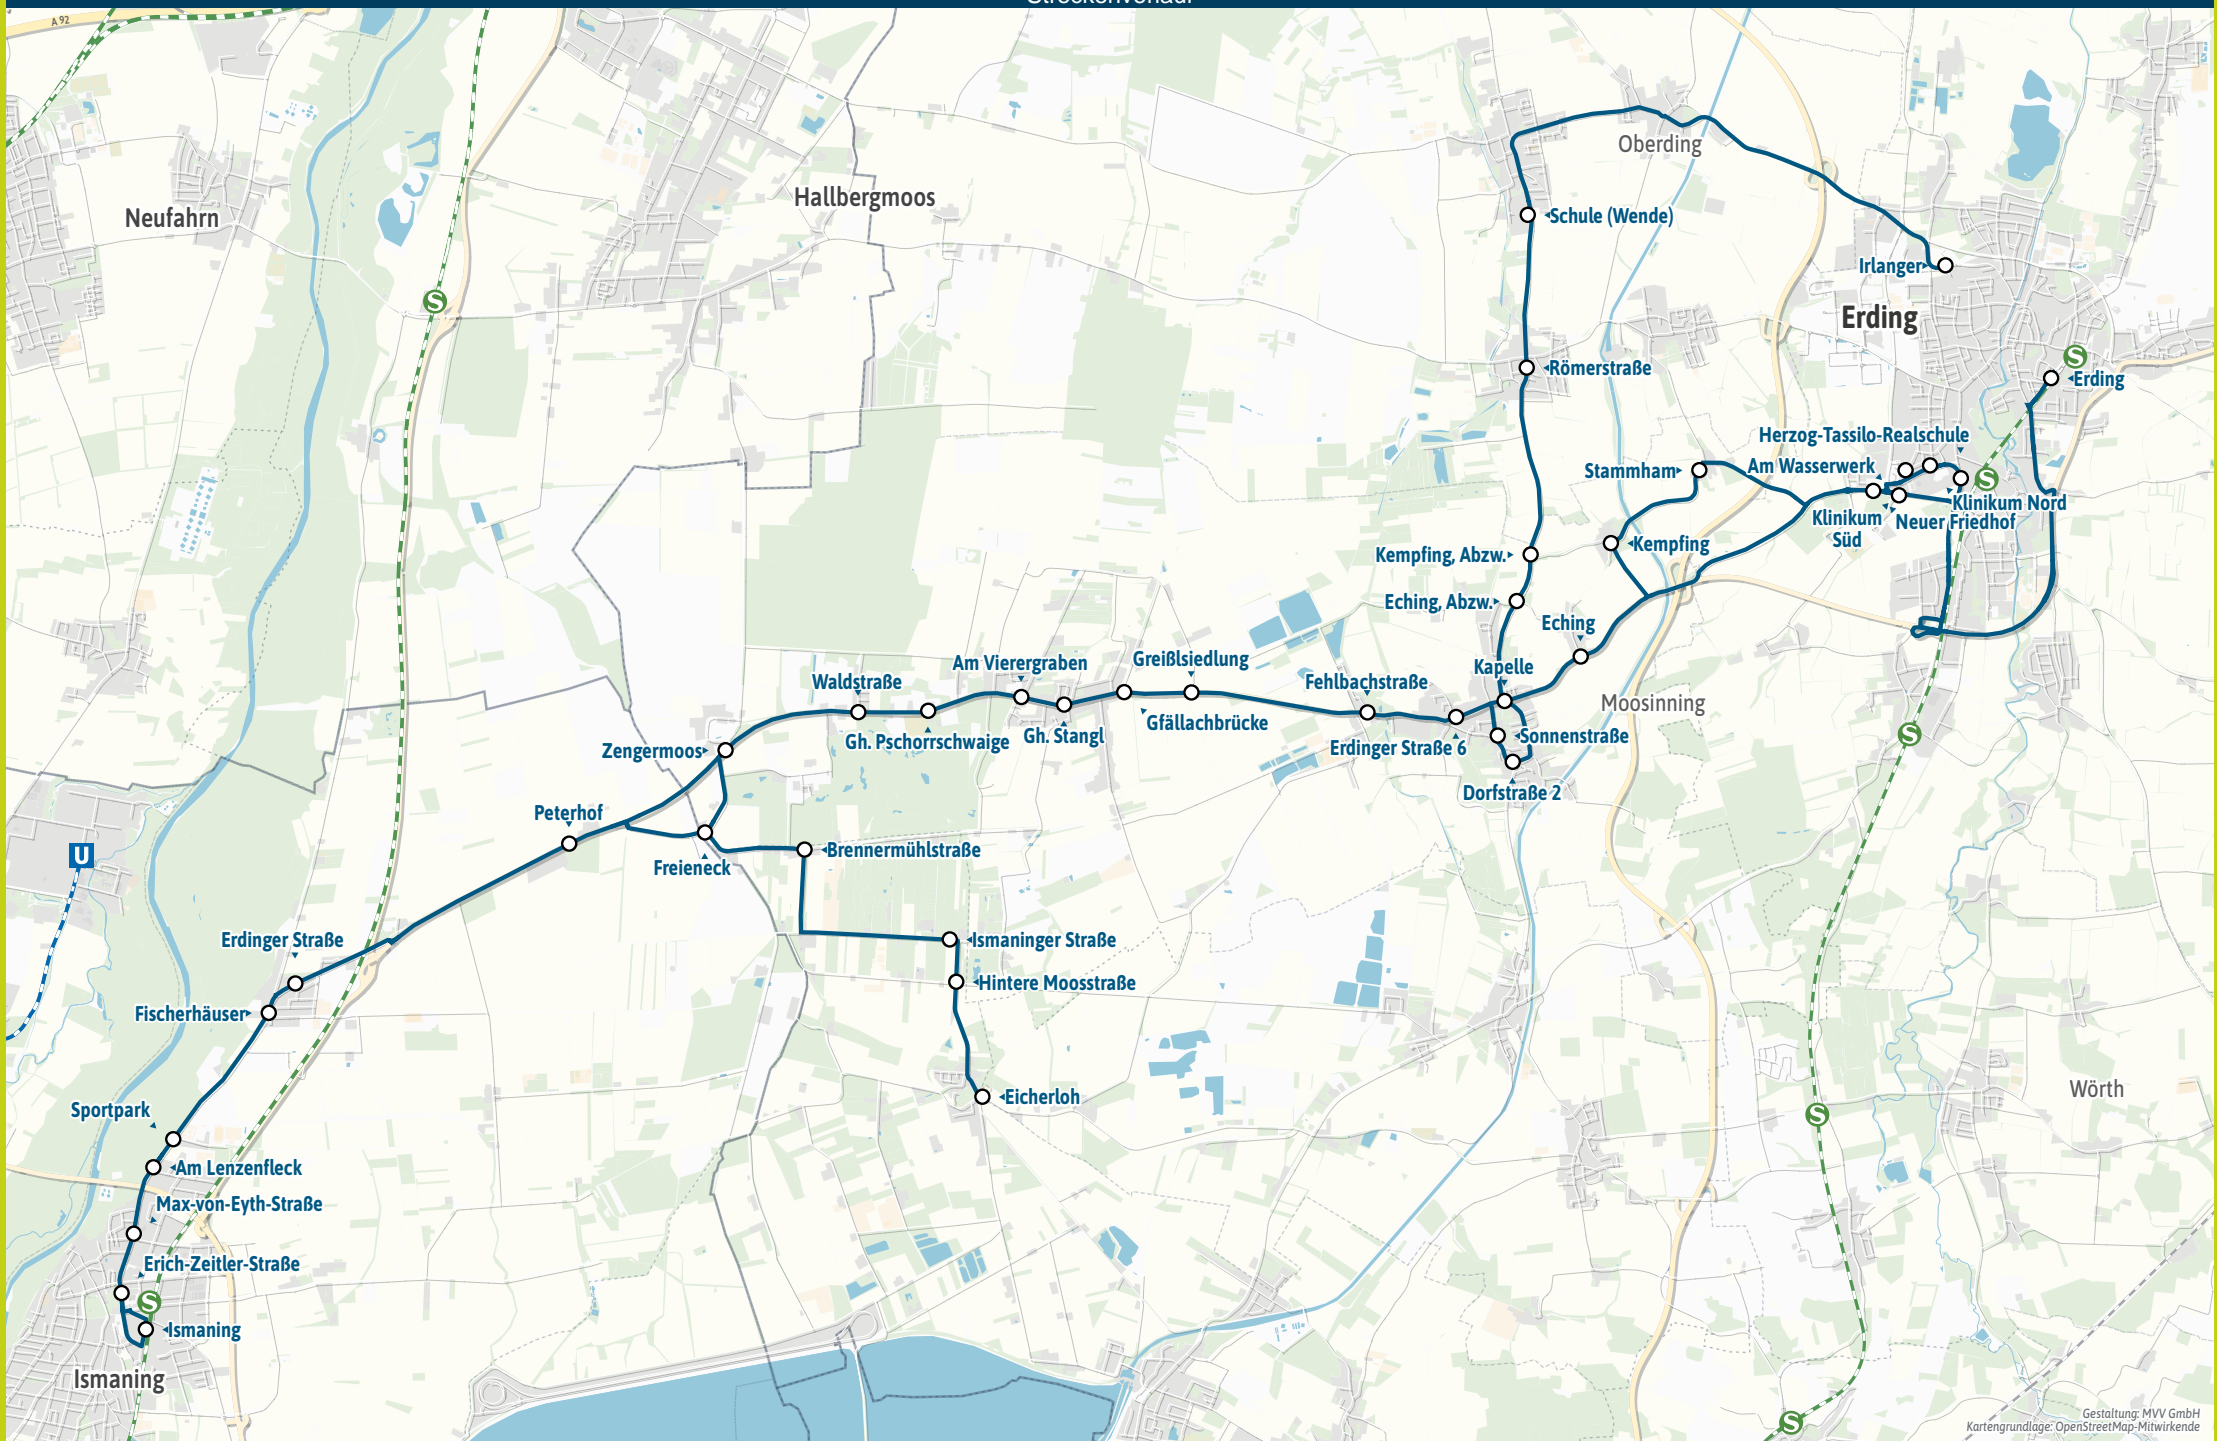 Streckenverlauf
A 92
Oberding
Hallbergmoos
Neufahrn
Schule (Wende)
Irlanger
S
Erding
S
Römerstraße
Erding
Herzog-Tassilo-Realschule
Stammham
Am Wasserwerk
S
Klinikum Nord
Klinikum
Süd
Neuer Friedhof
Kempfing
Kempfing, Abzw.
Eching, Abzw.
Eching
Am Vierergraben
Greißlsiedlung
Kapelle
Waldstraße
Fehlbachstraße
Moosinning
Gfällachbrücke
Gh. Pschorrschwaige
Gh. Stangl
Sonnenstraße
S
Zengermoos
Erdinger Straße 6
Dorfstraße 2
Peterhof
U
Brennermühlstraße
Freieneck
Erdinger Straße
Ismaninger Straße
Hintere Moosstraße
Fischerhäuser
Wörth
Eicherloh
Sportpark
S
Am Lenzenfleck
Max-von-Eyth-Straße
Erich-Zeitler-Straße
S
Ismaning
Ismaning
S
Gestaltung: MVV GmbH
Kartengrundlage: OpenStreetMap-Mitwirkende